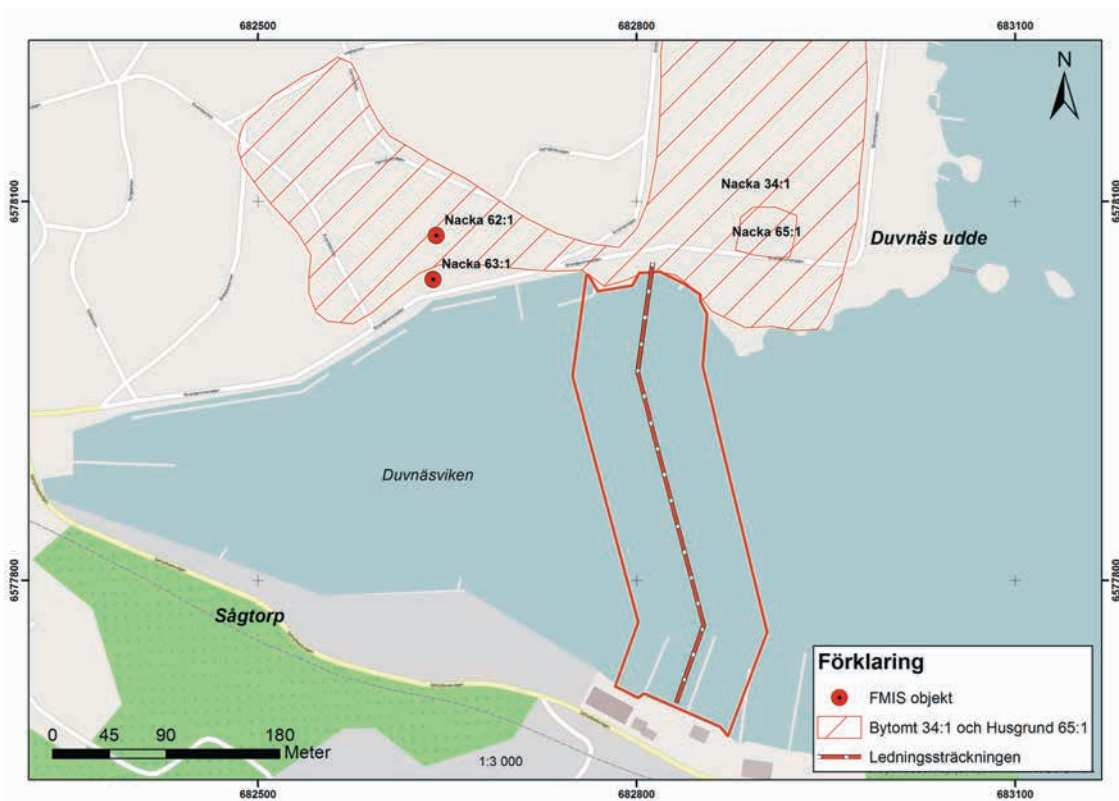 682500
682800
683100
N
6578100
6578100
Nacka 34:1
Nacka 62:1
Nacka 65:1
Duvnäs udde
Nacka 63:1
Duvnäsviken
6577800
6577800
Sågtorp
Förklaring
FMIS objekt
Bytomt 34:1 och Husgrund 65:1
Ledningssträckningen
0 45 90 180
Meter
1:3 000
682500
682800
683100